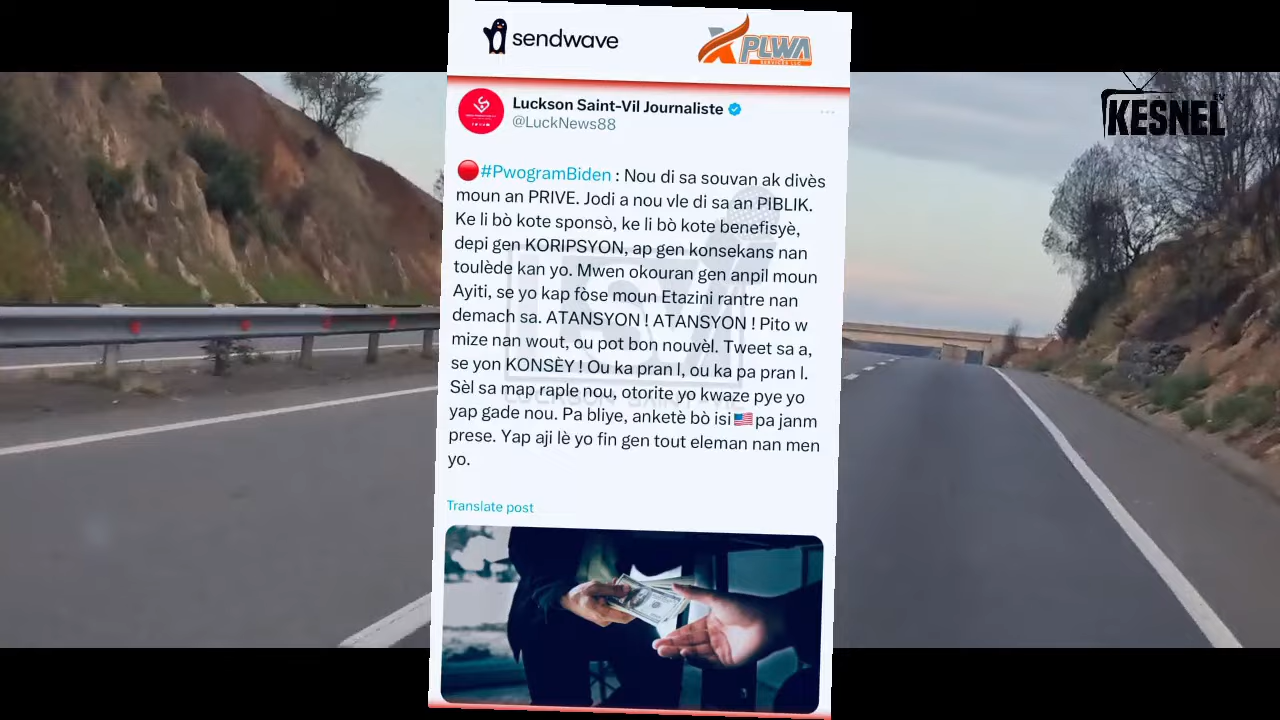 sendwave
PLWA
SERVICES LLC
KESNEL TV
Luckson Saint-Vil Journaliste
@LuckNews88
#PwogramBiden : Nou di sa souvan ak divès
moun an PRIVE. Jodi a nou vle di sa an PIBLIK.
Ke li bò kote sponsò, ke li bò kote benefisyè,
depi gen KORIPSYON, ap gen konsekans nan
toulède kan yo. Mwen okouran gen anpil moun
Ayiti, se yo kap fòse moun Etazini rantre nan
demach sa. ATANSYON ! ATANSYON ! Pito w
mize nan wout, ou pot bon nouvèl. Tweet sa a,
se yon KONSÈY ! Ou ka pran l, ou ka pa pran l.
Sèl sa map raple nou, otorite yo kwaze pye yo
yap gade nou. Pa bliye, anketè bò isi🇺🇸pa janm
prese. Yap aji lè yo fin gen tout eleman nan men
yo.
LUCKSON SAINT-VIL
Translate post